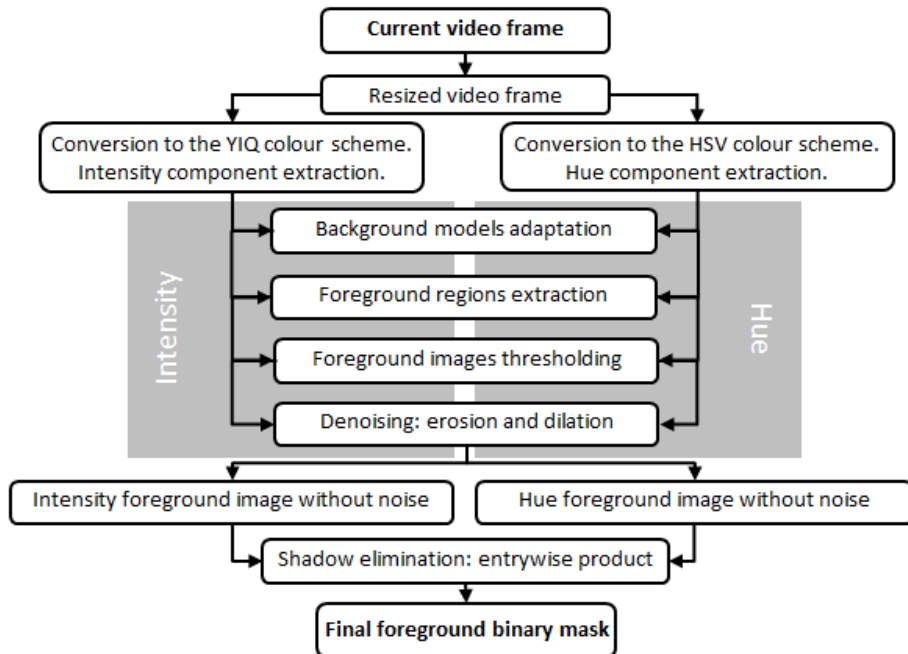 Current video frame
Resized video frame
Conversion to the YIQ colour scheme.
Intensity component extraction.
Conversion to the HSV colour scheme.
Hue component extraction.
Background models adaptation
Foreground regions extraction
Intensity
Hue
Foreground images thresholding
Denoising: erosion and dilation
Intensity foreground image without noise
Hue foreground image without noise
Shadow elimination: entrywise product
Final foreground binary mask